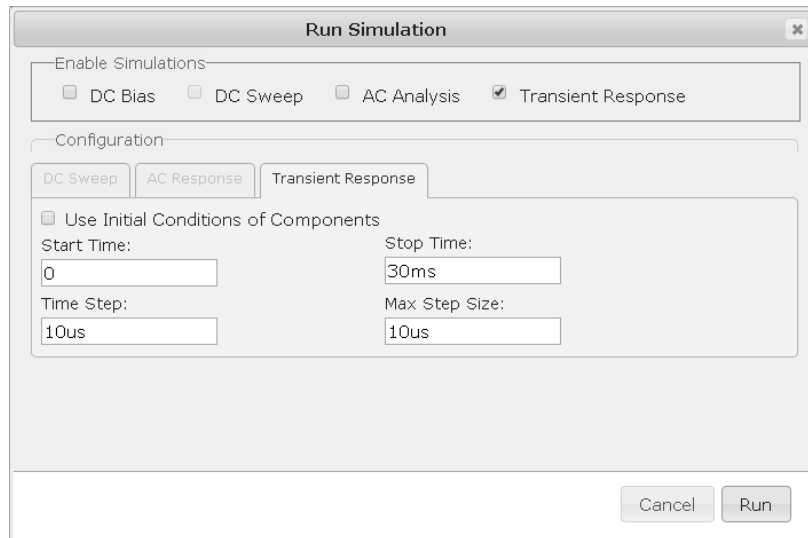 Run Simulation
Enable Simulations
DC Bias DC Sweep AC Analysis Transient Response
Configuration
DC Sweep AC Response Transient Response
Use Initial Conditions of Components
Start Time: Stop Time:
0 30ms
Time Step: Max Step Size:
10us 10us
Cancel Run